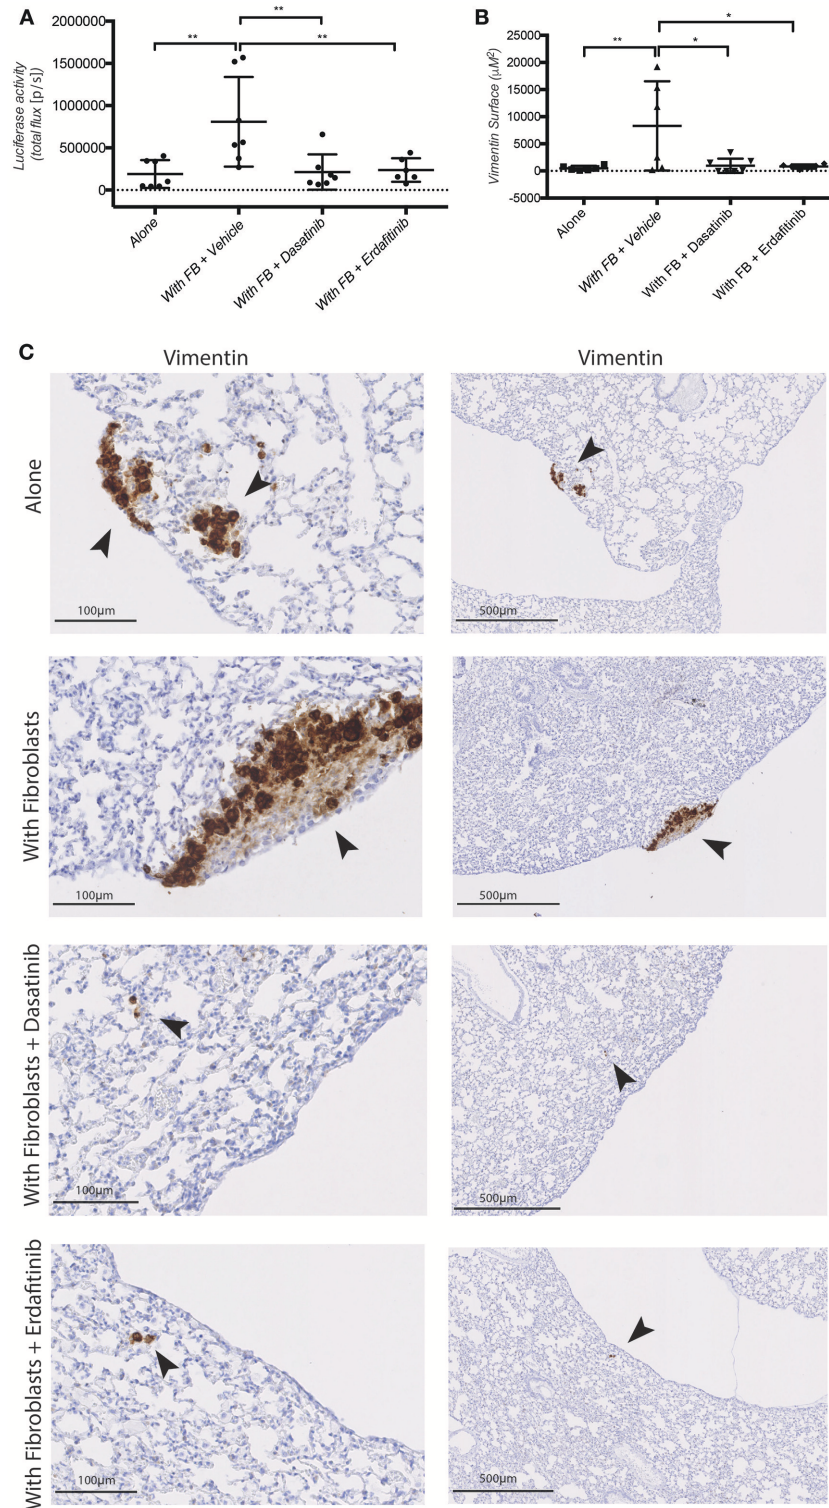 A
Luciferase activity
(total flux [p/s])
2000000
1500000
1000000
500000
0
**
**
**
Alone
With FB + Vehicle
With FB + Dasatinib
With FB + Erdafitinib
B
Vimentin Surface (µM²)
25000
20000
15000
10000
5000
0
-5000
*
**
*
Alone
With FB + Vehicle
With FB + Dasatinib
With FB + Erdafitinib
C
Vimentin
Vimentin
Alone
100µm
500µm
With Fibroblasts
100µm
500µm
With Fibroblasts + Dasatinib
100µm
500µm
With Fibroblasts + Erdafitinib
100µm
500µm